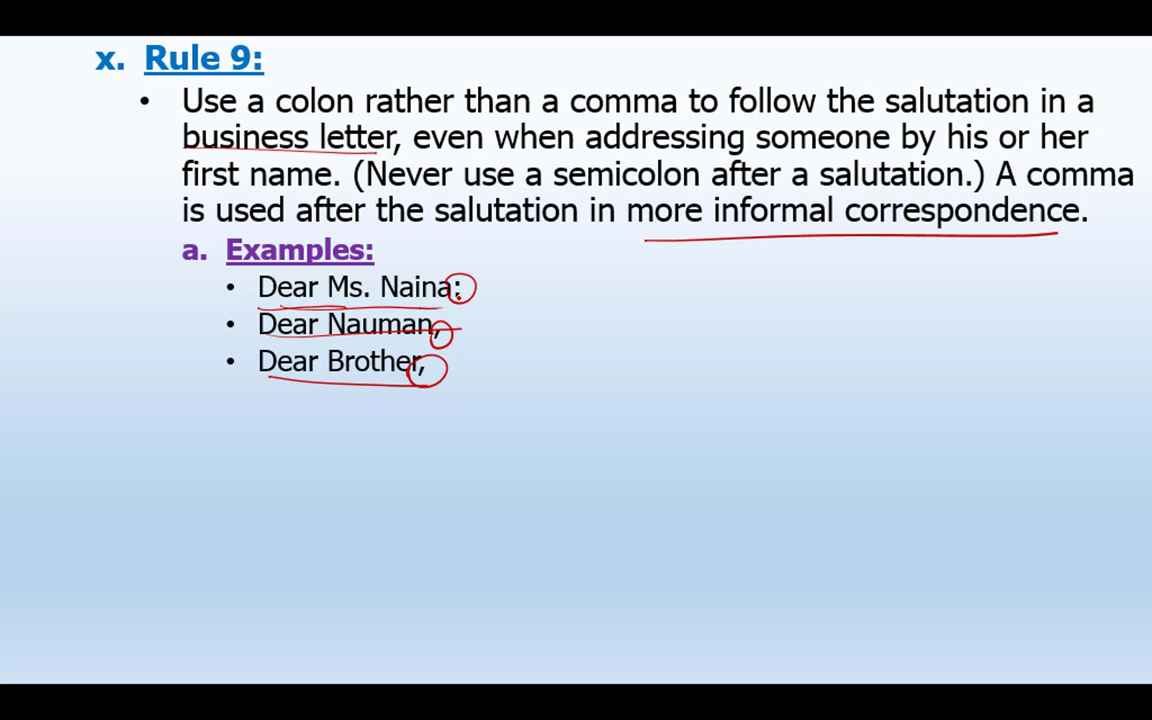 x. Rule 9:
• Use a colon rather than a comma to follow the salutation in a
business letter, even when addressing someone by his or her
first name. (Never use a semicolon after a salutation.) A comma
is used after the salutation in more informal correspondence.
a. Examples:
• Dear Ms. Naina:
• Dear Nauman,
• Dear Brother,